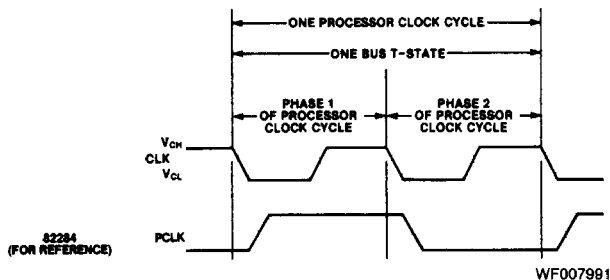 ONE PROCESSOR CLOCK CYCLE
ONE BUS T-STATE
PHASE 1
OF PROCESSOR
CLOCK CYCLE
PHASE 2
OF PROCESSOR
CLOCK CYCLE
VCH
CLK
VCL
82284
(FOR REFERENCE)
PCLK
WF007991